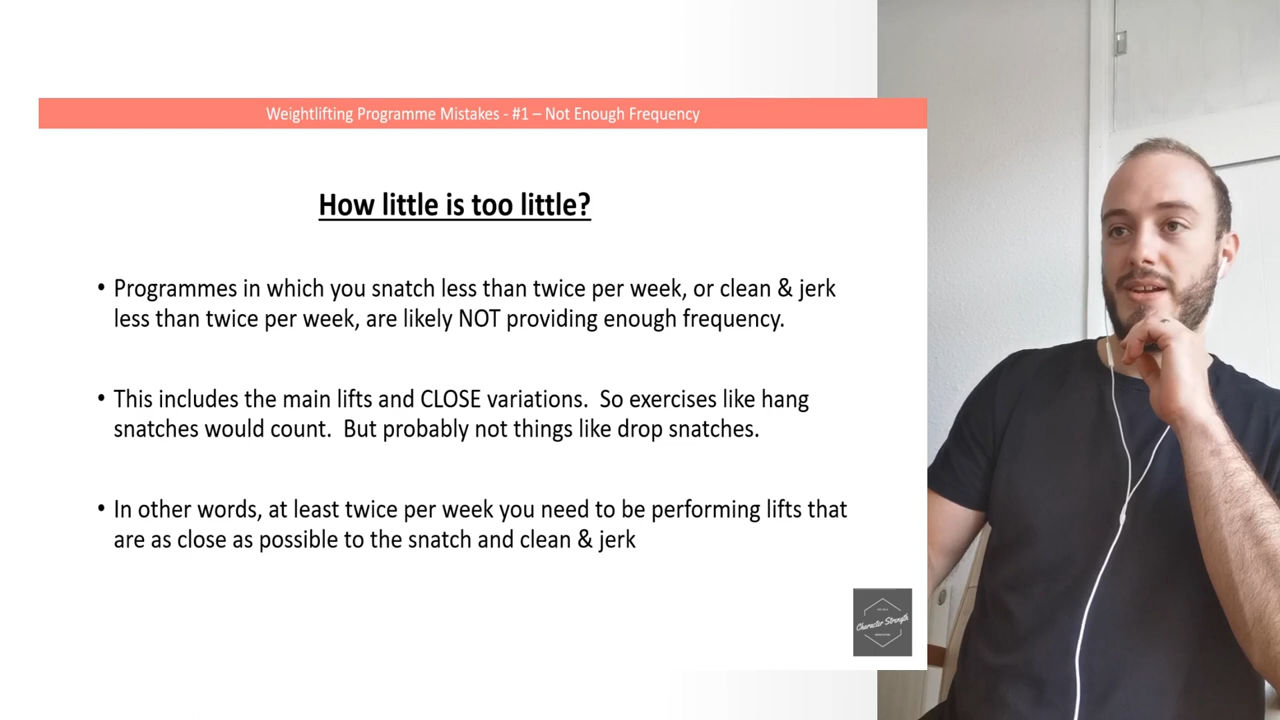 Weightlifting Programme Mistakes - #1 – Not Enough Frequency
How little is too little?
• Programmes in which you snatch less than twice per week, or clean & jerk
less than twice per week, are likely NOT providing enough frequency.
• This includes the main lifts and CLOSE variations.  So exercises like hang
snatches would count.  But probably not things like drop snatches.
• In other words, at least twice per week you need to be performing lifts that
are as close as possible to the snatch and clean & jerk
Character Strength